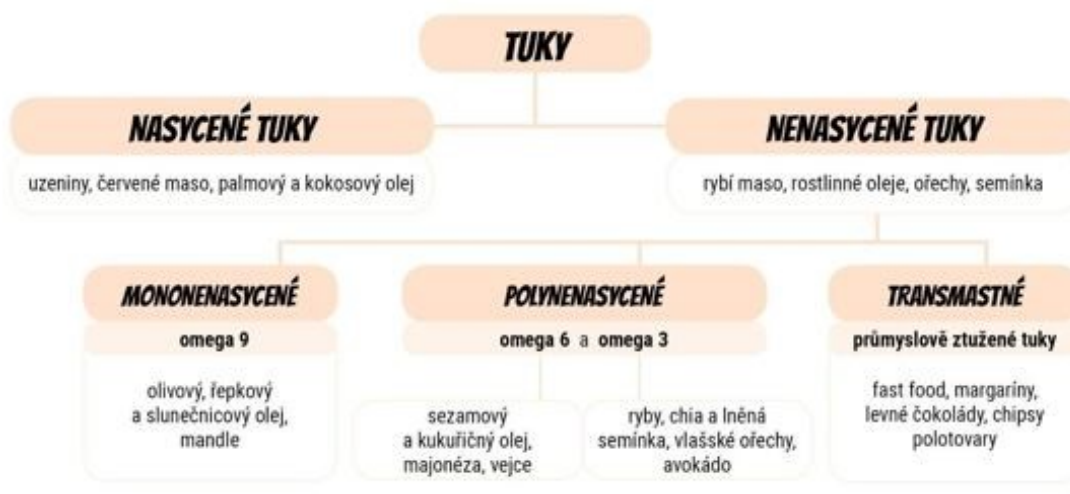 TUKY
NASYCENÉ TUKY
uzeniny, červené maso, palmový a kokosový olej
NENASYCENÉ TUKY
rybí maso, rostlinné oleje, ořechy, semínka
MONONENASYCENÉ
omega 9
olivový, řepkový
a slunečnicový olej,
mandle
POLYNENASYCENÉ
omega 6 a omega 3
sezamový
a kukuřičný olej,
majonéza, vejce
ryby, chia a lněná
semínka, vlašské ořechy,
avokádo
TRANSMASTNÉ
průmyslově ztužené tuky
fast food, margaríny,
levné čokolády, chipsy
polotovary